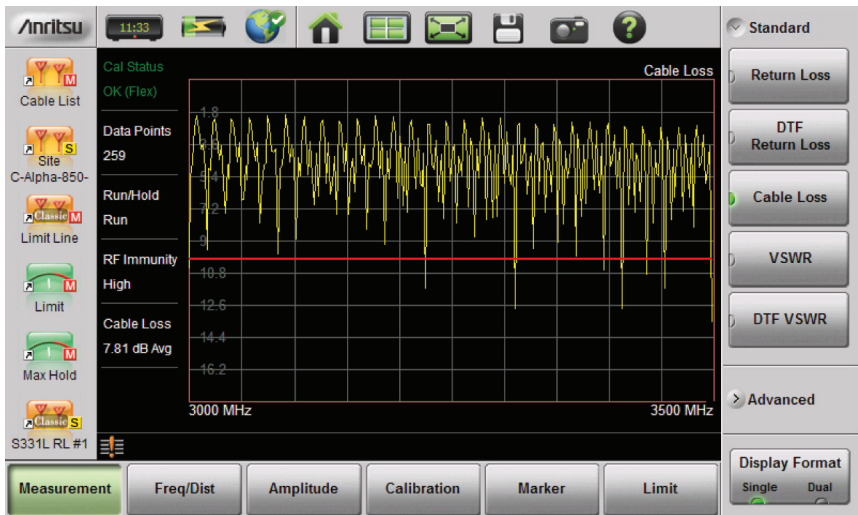 Anritsu
11:33
?
Standard
Cable List
Site
C-Alpha-850-
Classic
Limit Line
Limit
Max Hold
Classic
S331L RL #1
M
S
M
M
M
S
Cal Status
OK (Flex)
Data Points
259
Run/Hold
Run
RF Immunity
High
Cable Loss
7.81 dB Avg
Cable Loss
1.8
5.4
7.2
9
10.8
12.6
14.4
16.2
3000 MHz
3500 MHz
Return Loss
DTF
Return Loss
Cable Loss
VSWR
DTF VSWR
Advanced
Display Format
Single Dual
Measurement
Freq/Dist
Amplitude
Calibration
Marker
Limit